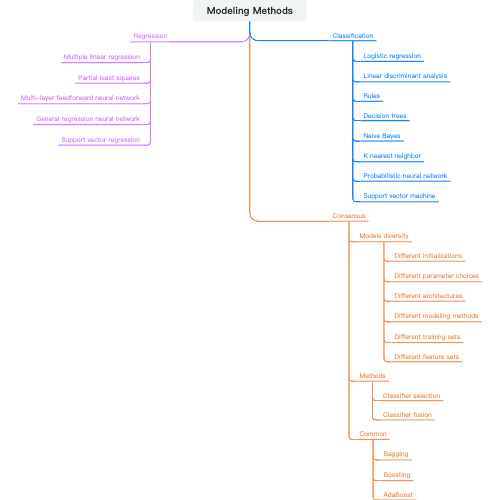 Modeling Methods
Regression
Multiple linear regression
Partial least squares
Multi-layer feedforward neural network
General regression neural network
Support vector regression
Classification
Logistic regression
Linear discriminant analysis
Rules
Decision trees
Naive Bayes
K nearest neighbor
Probabilistic neural network
Support vector machine
Consensus
Models diversity
Different initializations
Different parameter choices
Different architectures
Different modeling methods
Different training sets
Different feature sets
Methods
Classifier selection
Classifier fusion
Common
Bagging
Boosting
AdaBoost